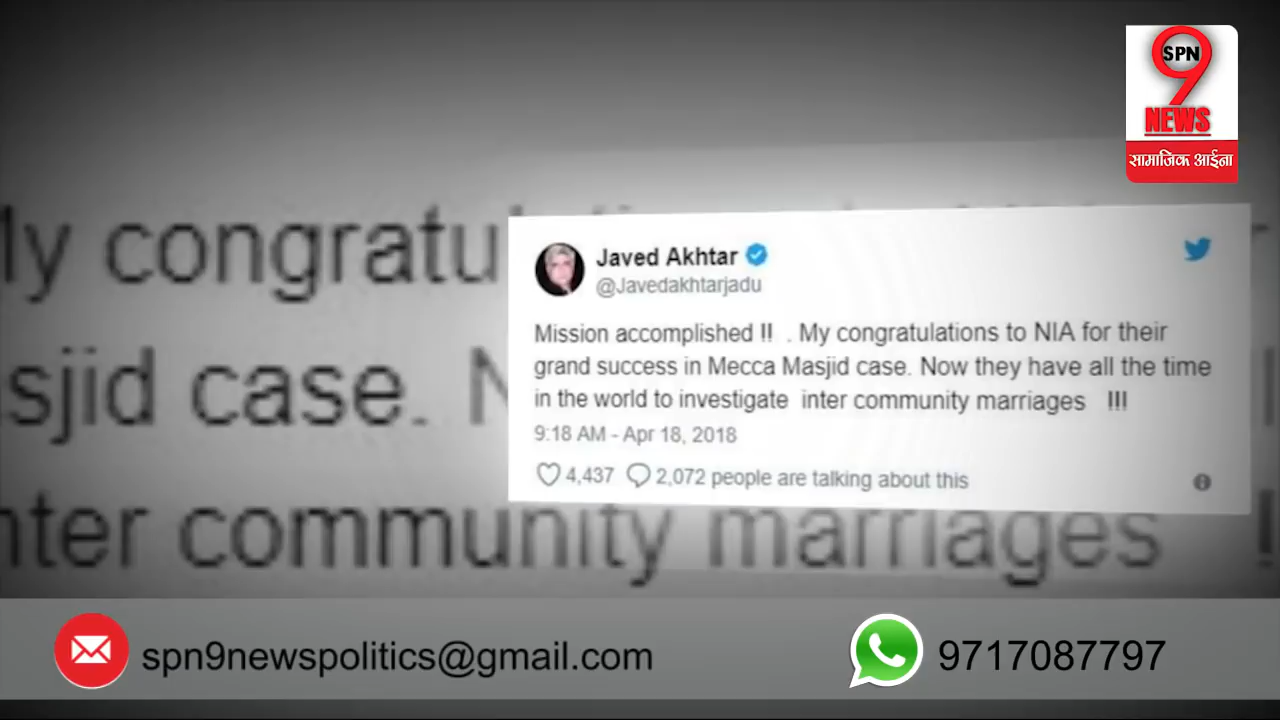 SPN
9
NEWS
सामाजिक आईना
ly congratu
sjid case. N
nter community marriages !
Javed Akhtar
@Javedakhtarjadu
Mission accomplished !! . My congratulations to NIA for their
grand success in Mecca Masjid case. Now they have all the time
in the world to investigate inter community marriages !!!
9:18 AM - Apr 18, 2018
4,437 2,072 people are talking about this
spn9newspolitics@gmail.com 9717087797